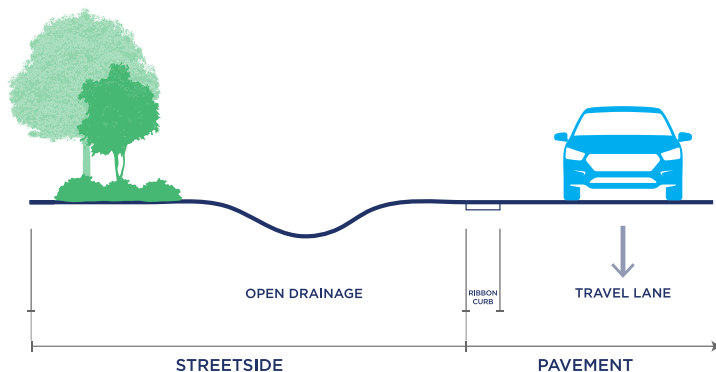 OPEN DRAINAGE
RIBBON
CURB
TRAVEL LANE
STREETSIDE
PAVEMENT